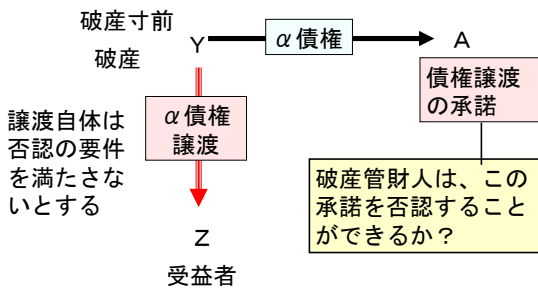 破産寸前
破産
Y
α債権
A
債権譲渡
の承諾
譲渡自体は
否認の要件
を満たさな
いとする
α債権
譲渡
破産管財人は、この
承諾を否認すること
ができるか？
Z
受益者